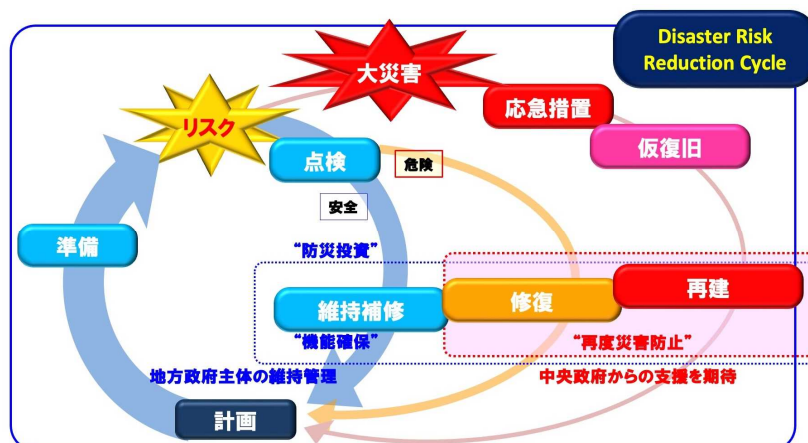 Disaster Risk
Reduction Cycle
大災害
応急措置
リスク
仮復旧
点検
危険
安全
準備
“防災投資”
再建
維持補修
修復
“機能確保”
“再度災害防止”
地方政府主体の維持管理
中央政府からの支援を期待
計画